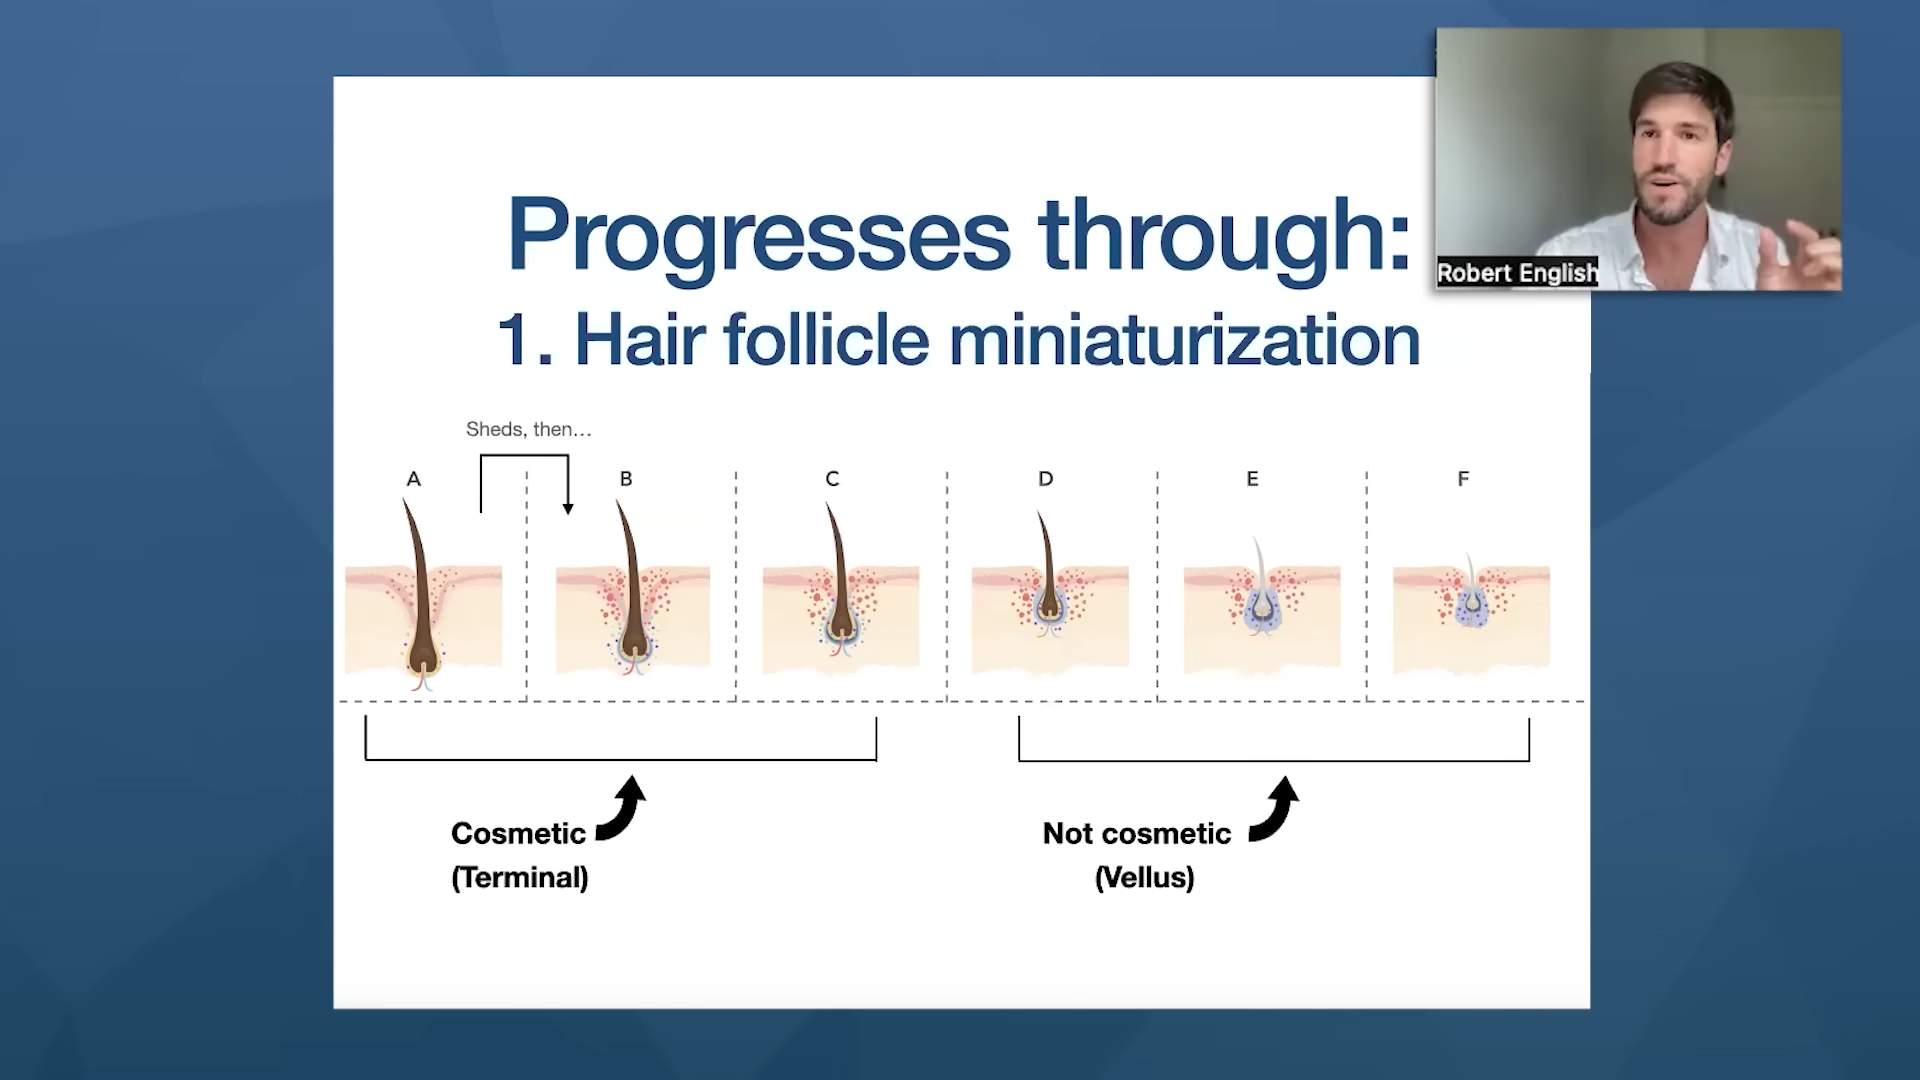 Progresses through:
1. Hair follicle miniaturization
Robert English
Sheds, then...
A
B
C
D
E
F
Cosmetic
(Terminal)
Not cosmetic
(Vellus)